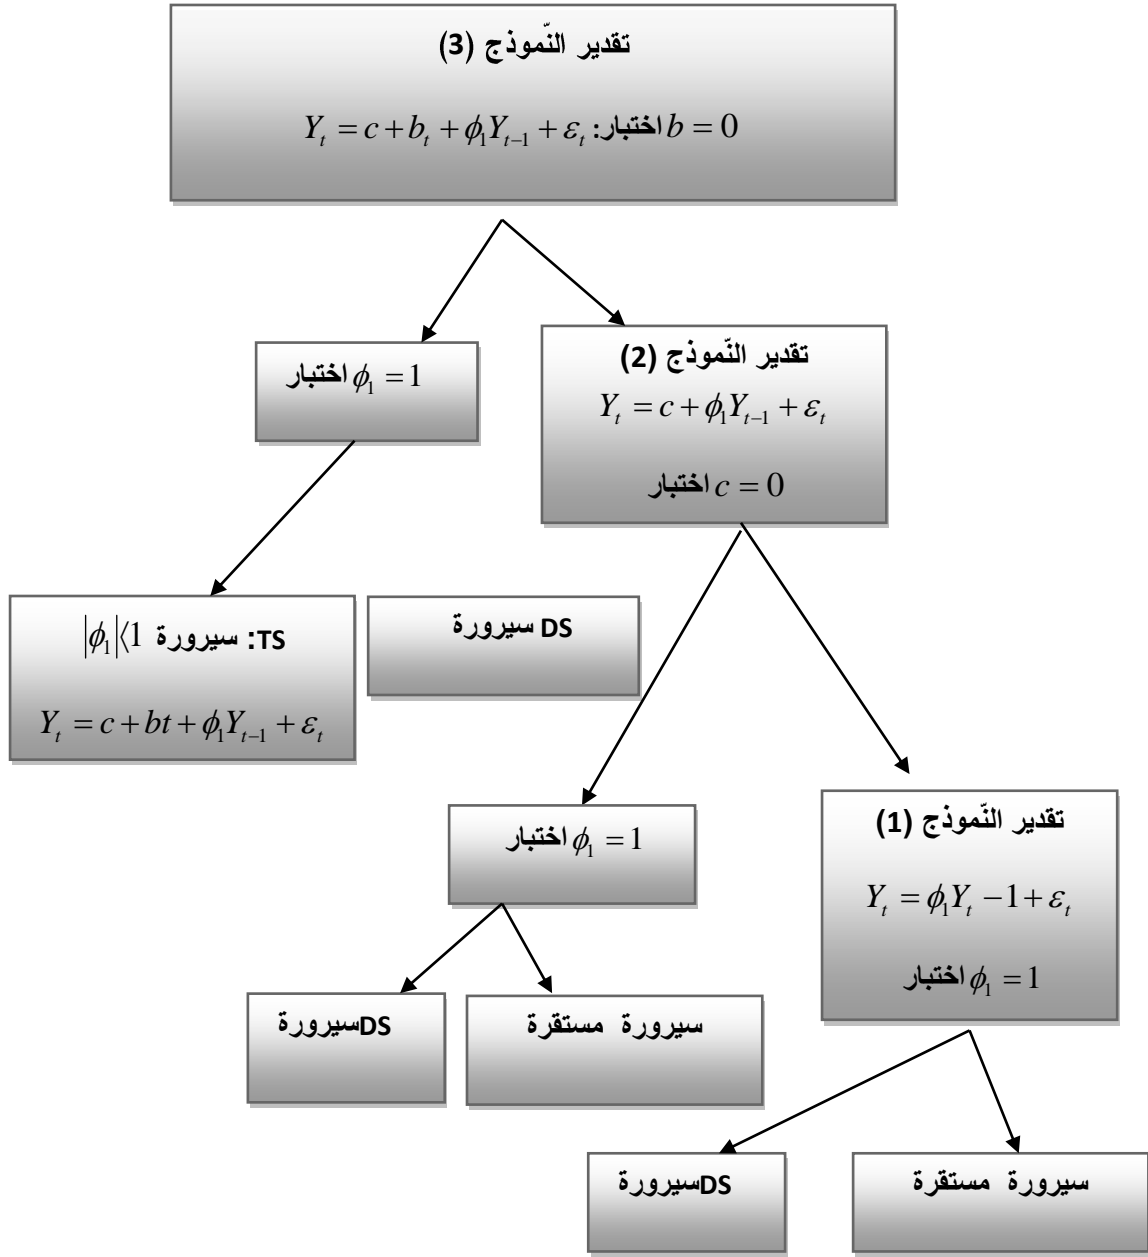 تقدير النّموذج (3)
Y_t = c + b_t + ϕ_1 Y_{t−1} + ε_t :اختبار b = 0
اختبار ϕ_1 = 1
تقدير النّموذج (2)
Y_t = c + ϕ_1 Y_{t−1} + ε_t
اختبار c = 0
TS: سيرورة |ϕ_1|⟨1
Y_t = c + bt + ϕ_1 Y_{t−1} + ε_t
DS سيرورة
اختبار ϕ_1 = 1
تقدير النّموذج (1)
Y_t = ϕ_1 Y_t − 1 + ε_t
اختبار ϕ_1 = 1
DSسيرورة
سيرورة مستقرة
DSسيرورة
سيرورة مستقرة